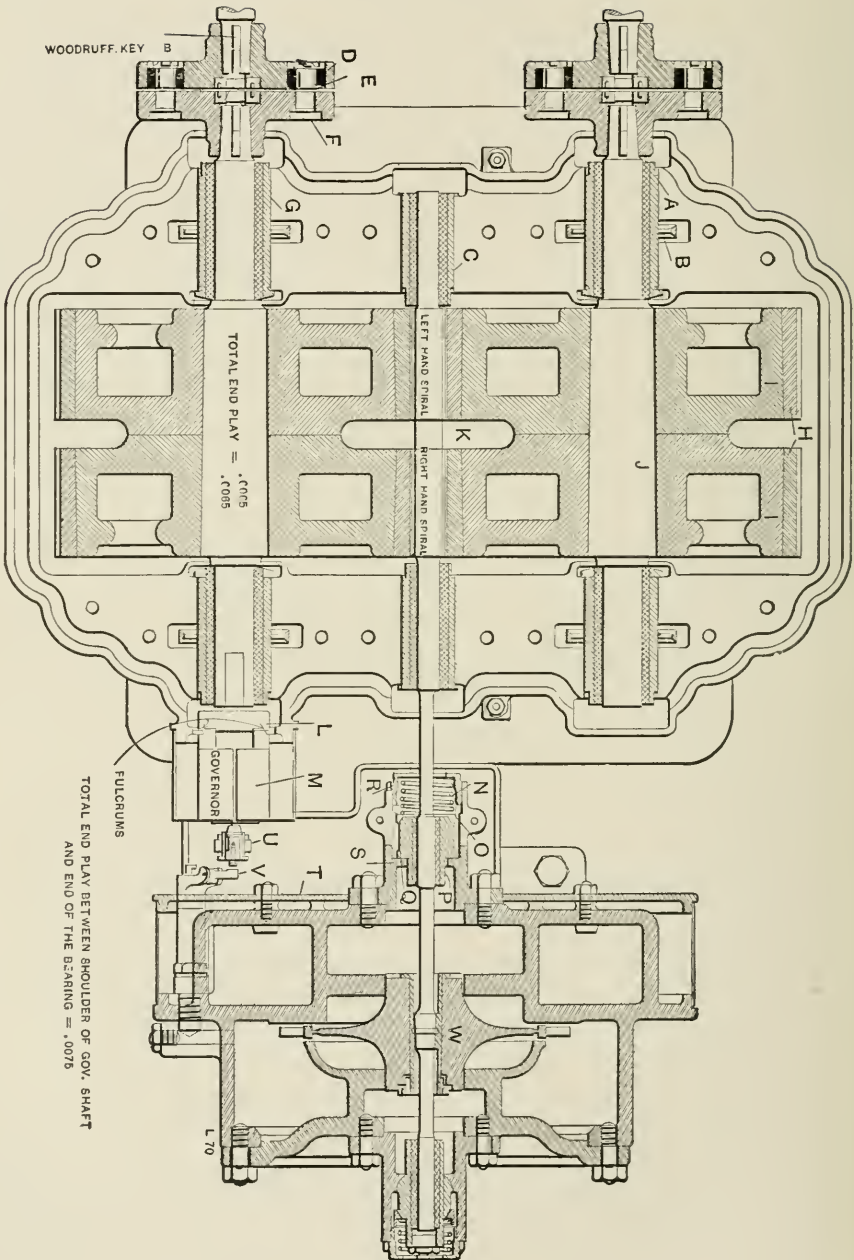 WOODRUFF. KEY B
D
E
F
G
C
A
B
LEFT HAND SPIRAL
TOTAL END PLAY =
.0065
I
H
K
RIGHT HAND SPIRAL
J
I
L
FULCRUMS
GOVERNOR
M
R
N
S
O
U
V
T
Q
P
W
L 70
TOTAL END PLAY BETWEEN SHOULDER OF GOV. SHAFT
AND END OF THE BEARING = .0075